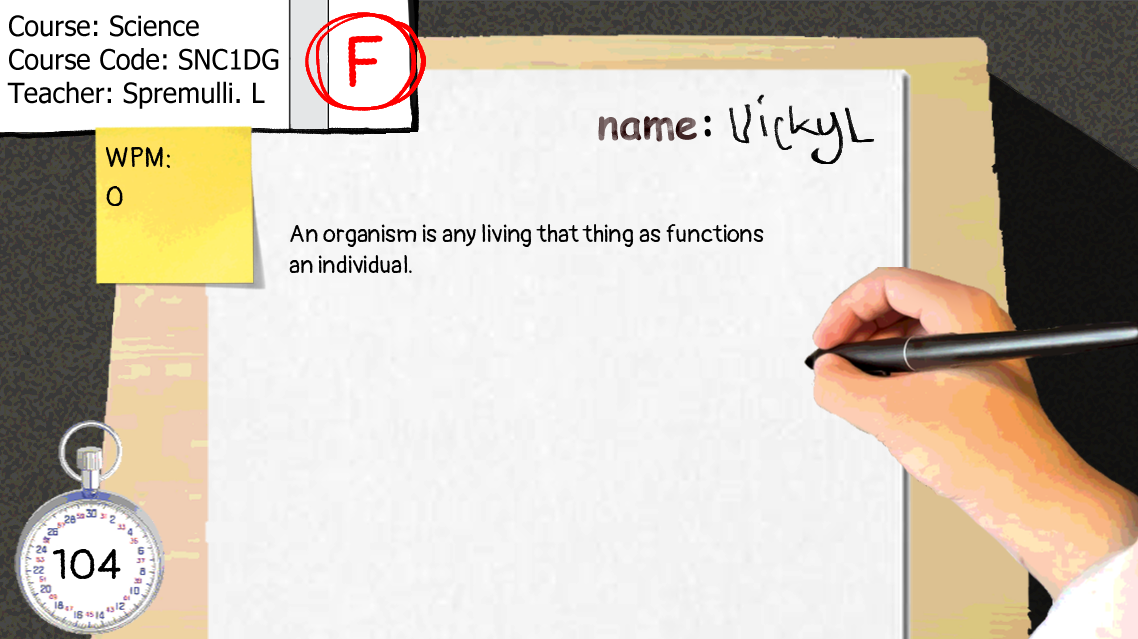 Course: Science
Course Code: SNC1DG
Teacher: Spremulli. L
F
name: VickyL
WPM:
0
An organism is any living that thing as functions
an individual.
104